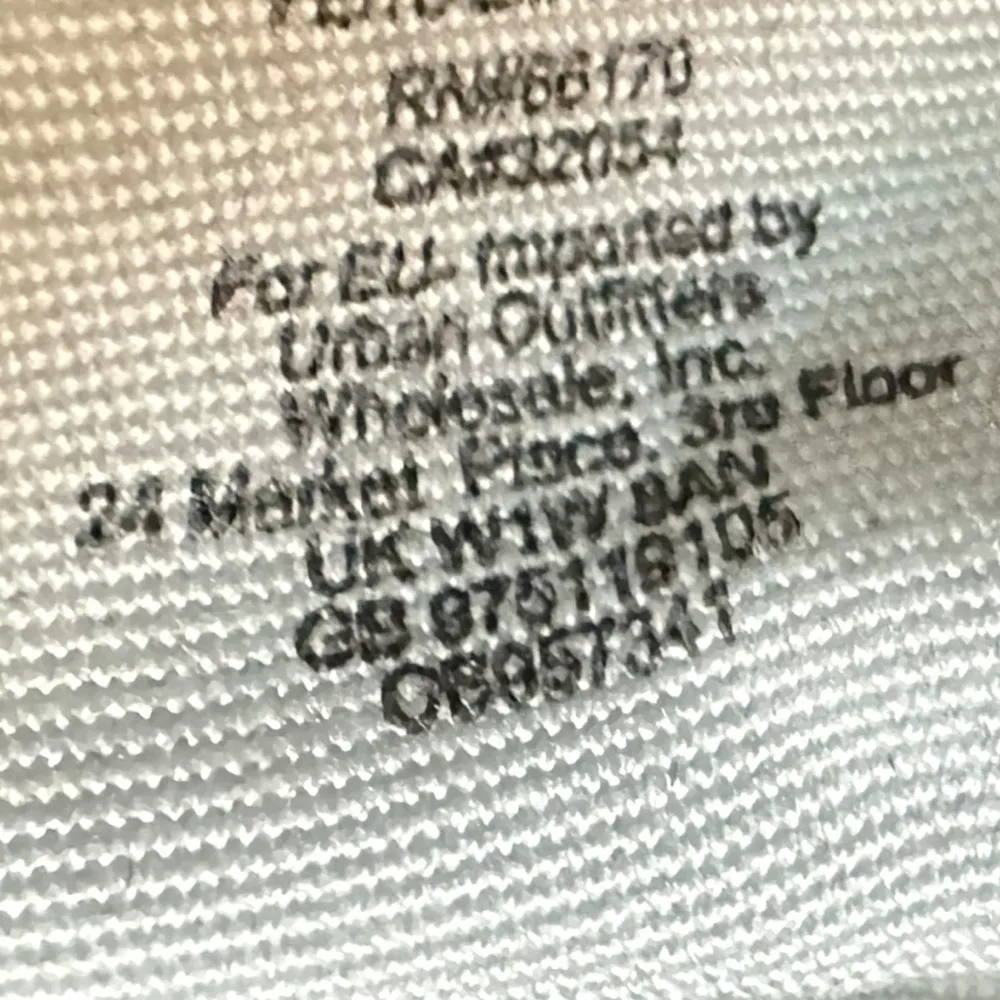 RN#66170
CA#32054
For EU- Imported by
Urban Outfitters
Wholesale, Inc.
24 Market Place, 3rd Floor
UK W1W 8AN
GB 975116105
OB057341